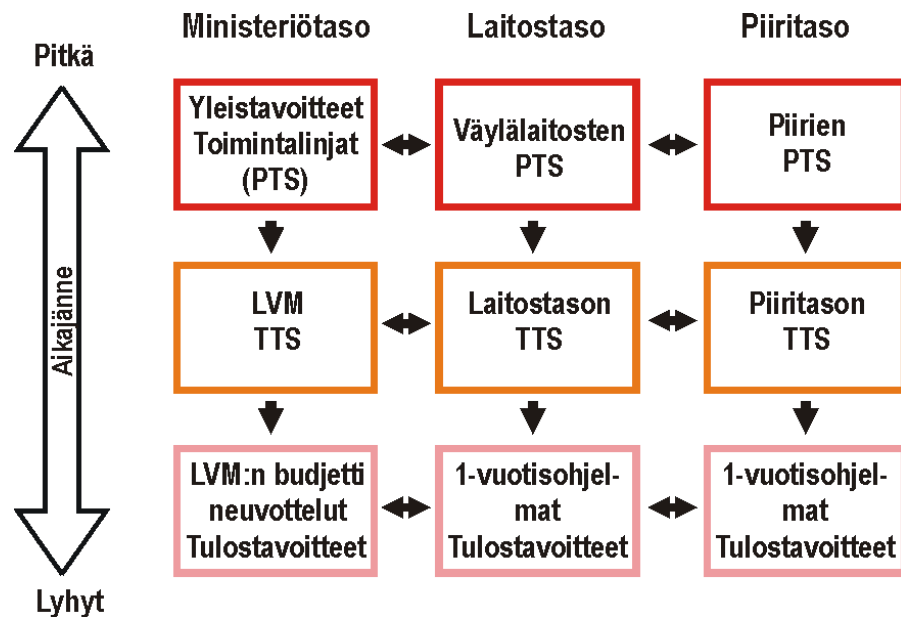 Ministeriötaso
Laitostaso
Piiritaso
Pitkä
Yleistavoitteet
Toimintalinjat
(PTS)
Väylälaitosten
PTS
Piirien
PTS
Aikajänne
LVM
TTS
Laitostason
TTS
Piiritason
TTS
LVM:n budjetti
neuvottelut
Tulostavoitteet
1-vuotisohjel-
mat
Tulostavoitteet
1-vuotisohjel-
mat
Tulostavoitteet
Lyhyt